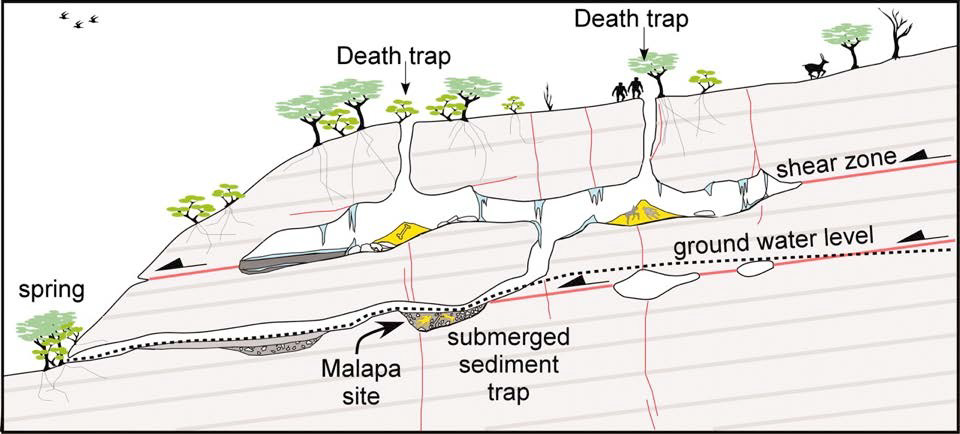 Death trap
Death trap
shear zone
ground water level
spring
Malapa
site
submerged
sediment
trap